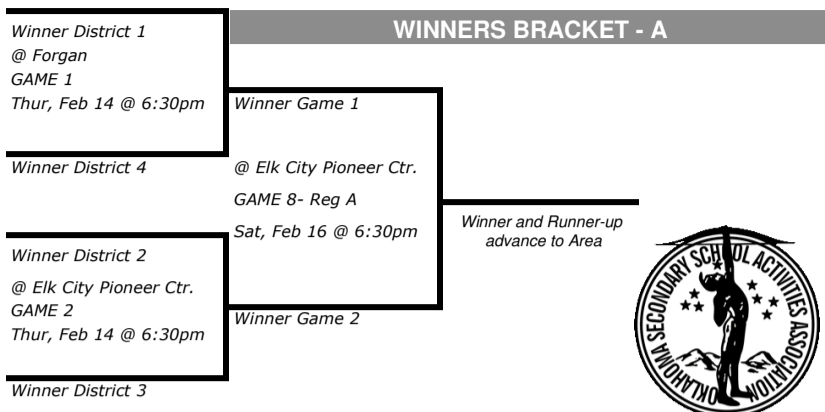 WINNERS BRACKET - A
Winner District 1
@ Forgan
GAME 1
Thur, Feb 14 @ 6:30pm
Winner District 4
Winner Game 1
@ Elk City Pioneer Ctr.
GAME 8- Reg A
Sat, Feb 16 @ 6:30pm
Winner Game 2
Winner District 2
@ Elk City Pioneer Ctr.
GAME 2
Thur, Feb 14 @ 6:30pm
Winner District 3
Winner and Runner-up
advance to Area
OKLAHOMA SECONDARY SCHOOL ACTIVITIES ASSOCIATION